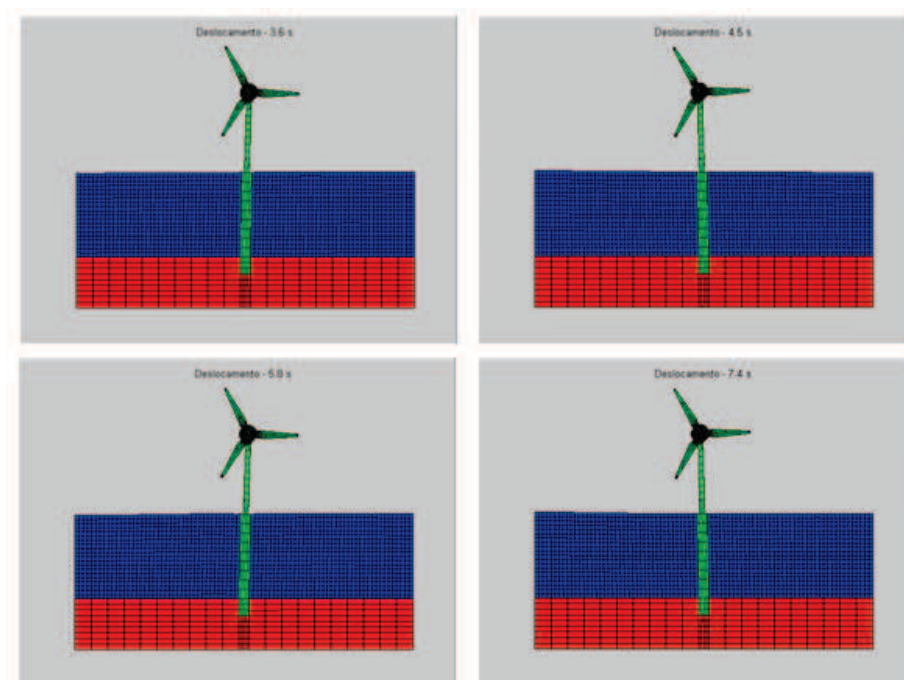 Deslocamento - 3.6 s
Deslocamento - 4.5 s
Deslocamento - 5.8 s
Deslocamento - 7.4 s